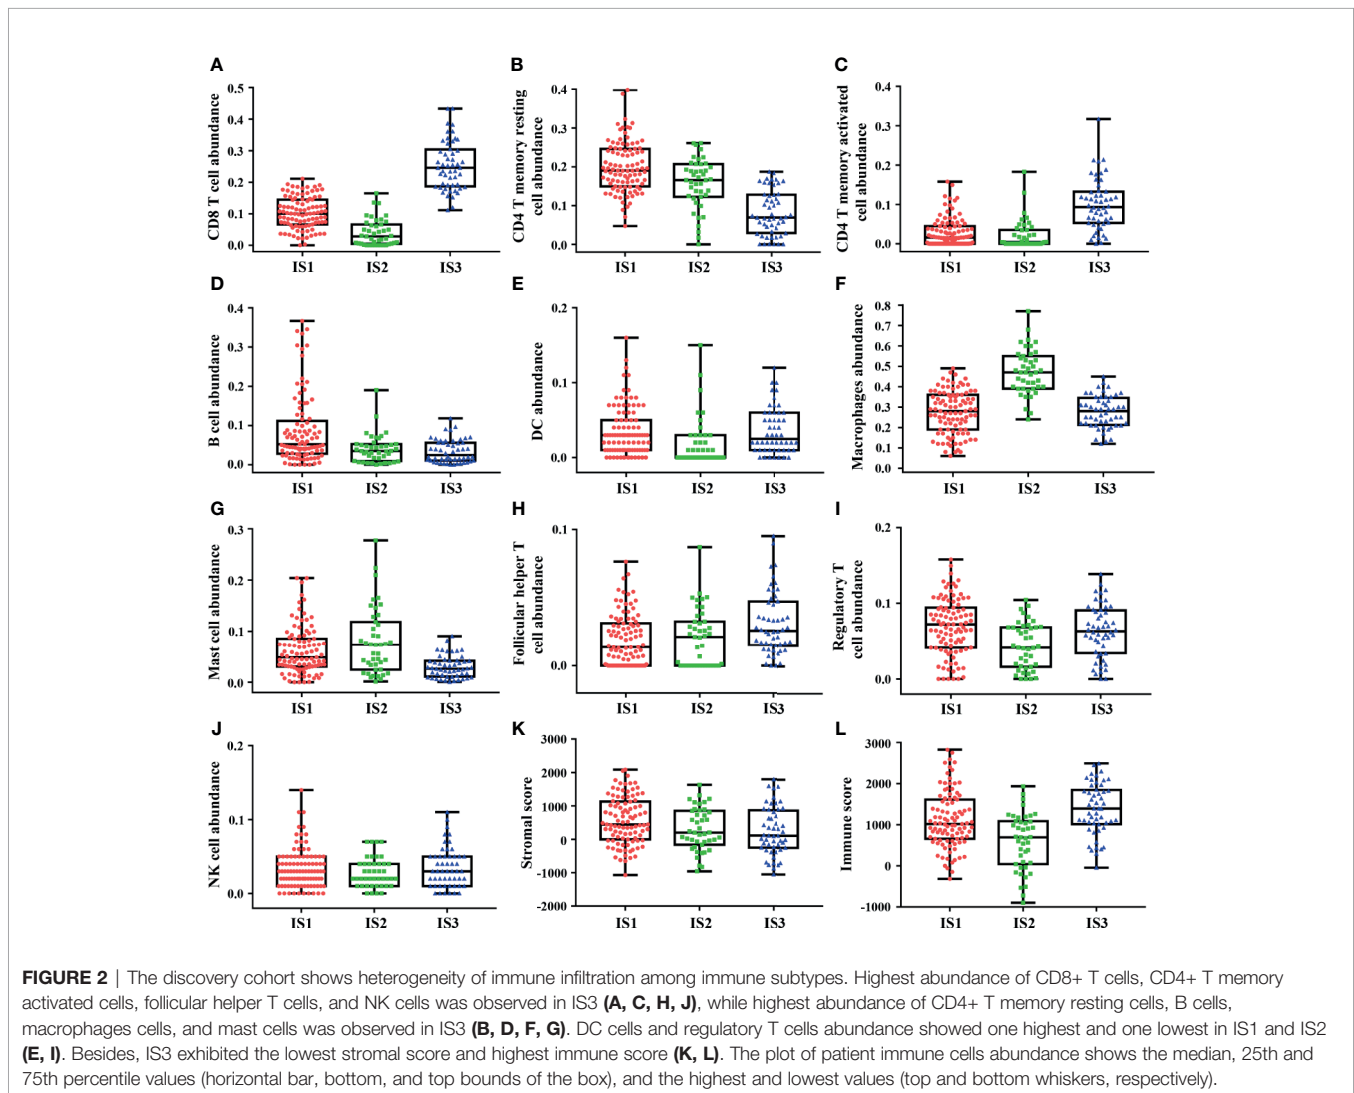 A
CD8 T cell abundance
0.5
0.4
0.3
0.2
0.1
0.0
IS1 IS2 IS3
B
CD4 T memory resting
cell abundance
0.4
0.3
0.2
0.1
0.0
IS1 IS2 IS3
C
CD4 T memory activated
cell abundance
0.4
0.3
0.2
0.1
0.0
IS1 IS2 IS3
D
B cell abundance
0.4
0.3
0.2
0.1
0.0
IS1 IS2 IS3
E
DC abundance
0.2
0.1
0.0
IS1 IS2 IS3
F
Macrophages abundance
0.8
0.7
0.6
0.5
0.4
0.3
0.2
0.1
0.0
IS1 IS2 IS3
G
Mast cell abundance
0.3
0.2
0.1
0.0
IS1 IS2 IS3
H
Follicular helper T
cell abundance
0.1
0.0
IS1 IS2 IS3
I
Regulatory T
cell abundance
0.2
0.1
0.0
IS1 IS2 IS3
J
NK cell abundance
0.2
0.1
0.0
IS1 IS2 IS3
K
Stromal score
3000
2000
1000
0
-1000
-2000
IS1 IS2 IS3
L
Immune score
3000
2000
1000
0
-1000
IS1 IS2 IS3
FIGURE 2 | The discovery cohort shows heterogeneity of immune infiltration among immune subtypes. Highest abundance of CD8+ T cells, CD4+ T memory
activated cells, follicular helper T cells, and NK cells was observed in IS3 (A, C, H, J), while highest abundance of CD4+ T memory resting cells, B cells,
macrophages cells, and mast cells was observed in IS3 (B, D, F, G). DC cells and regulatory T cells abundance showed one highest and one lowest in IS1 and IS2
(E, I). Besides, IS3 exhibited the lowest stromal score and highest immune score (K, L). The plot of patient immune cells abundance shows the median, 25th and
75th percentile values (horizontal bar, bottom, and top bounds of the box), and the highest and lowest values (top and bottom whiskers, respectively).